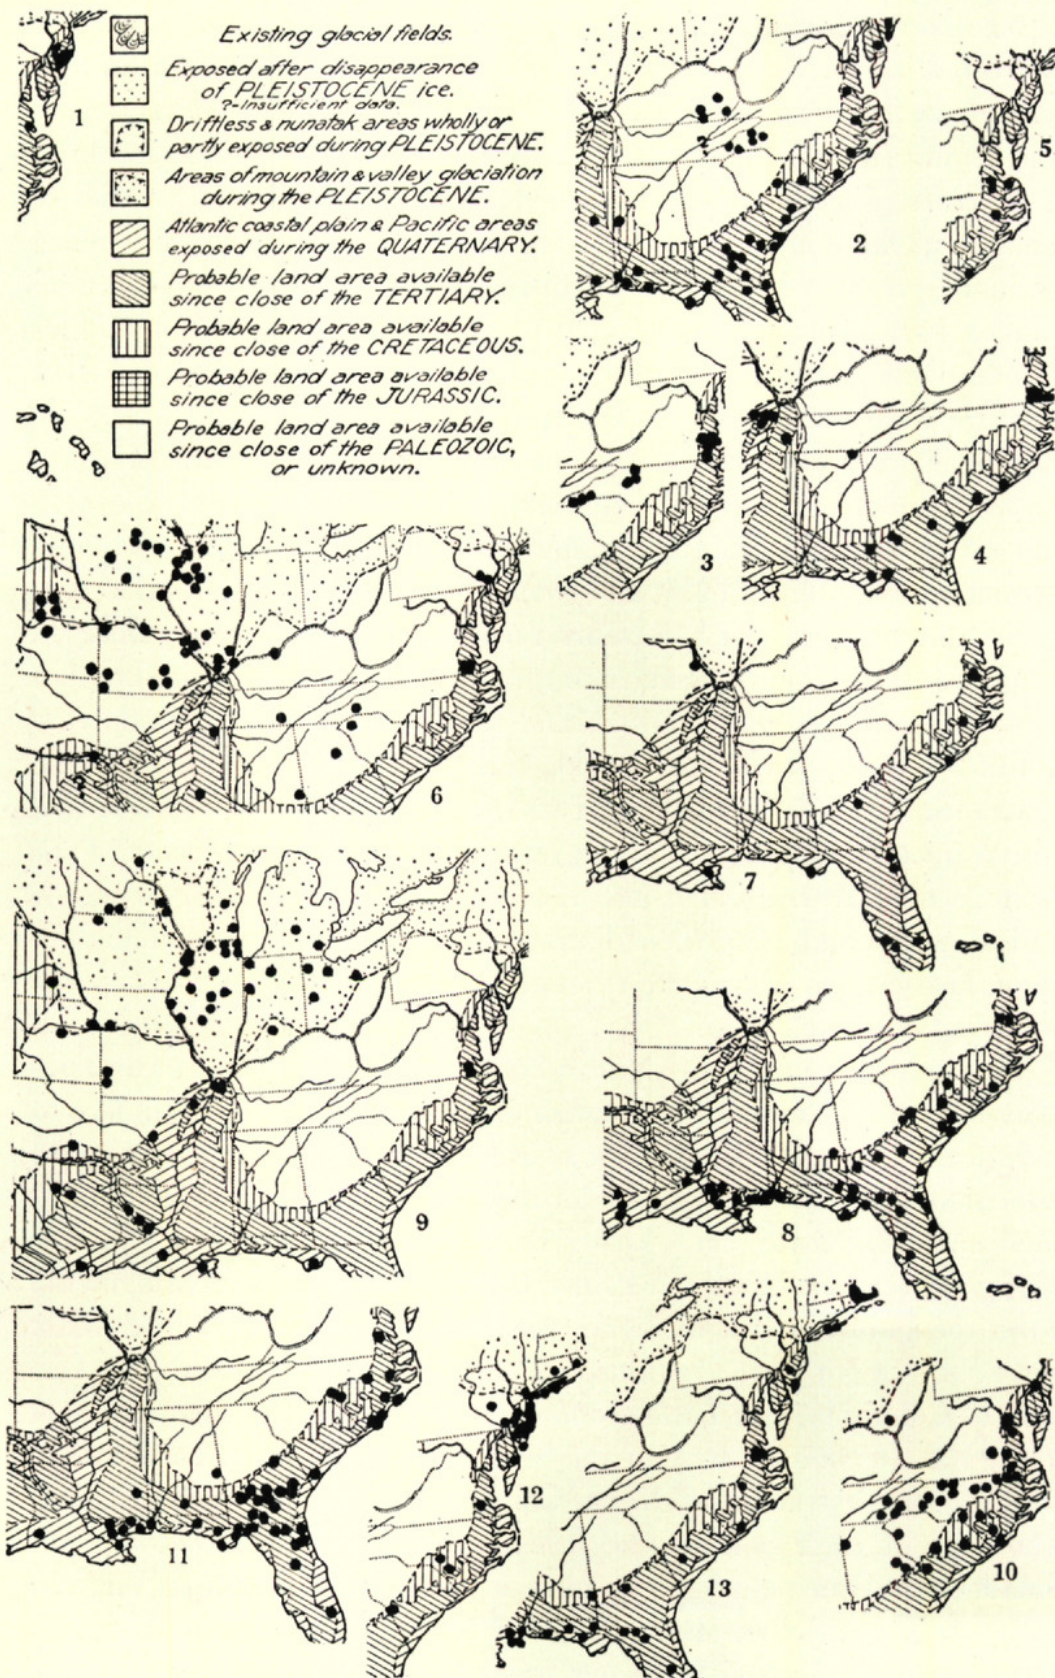 Existing glacial fields.
Exposed after disappearance
of PLEISTOCENE ice.
?-Insufficient data.
Driftless & nunatak areas wholly or
partly exposed during PLEISTOCENE.
Areas of mountain & valley glaciation
during the PLEISTOCENE.
Atlantic coastal plain & Pacific areas
exposed during the QUATERNARY.
Probable land area available
since close of the TERTIARY.
Probable land area available
since close of the CRETACEOUS.
Probable land area available
since close of the JURASSIC.
Probable land area available
since close of the PALEOZOIC,
or unknown.
1
?
2
5
3
4
?
6
7
9
8
11
12
13
10